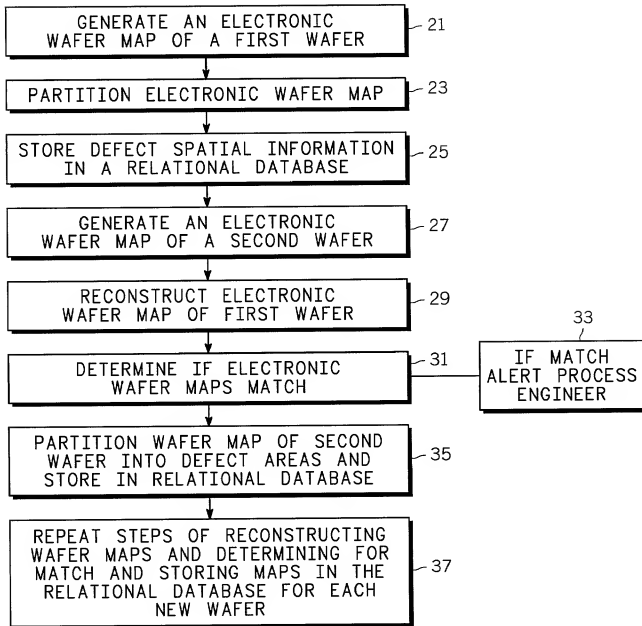 GENERATE AN ELECTRONIC
WAFER MAP OF A FIRST WAFER
21
PARTITION ELECTRONIC WAFER MAP
23
STORE DEFECT SPATIAL INFORMATION
IN A RELATIONAL DATABASE
25
GENERATE AN ELECTRONIC
WAFER MAP OF A SECOND WAFER
27
RECONSTRUCT ELECTRONIC
WAFER MAP OF FIRST WAFER
29
DETERMINE IF ELECTRONIC
WAFER MAPS MATCH
31
33
IF MATCH
ALERT PROCESS
ENGINEER
PARTITION WAFER MAP OF SECOND
WAFER INTO DEFECT AREAS AND
STORE IN RELATIONAL DATABASE
35
REPEAT STEPS OF RECONSTRUCTING
WAFER MAPS AND DETERMINING FOR
MATCH AND STORING MAPS IN THE
RELATIONAL DATABASE FOR EACH
NEW WAFER
37